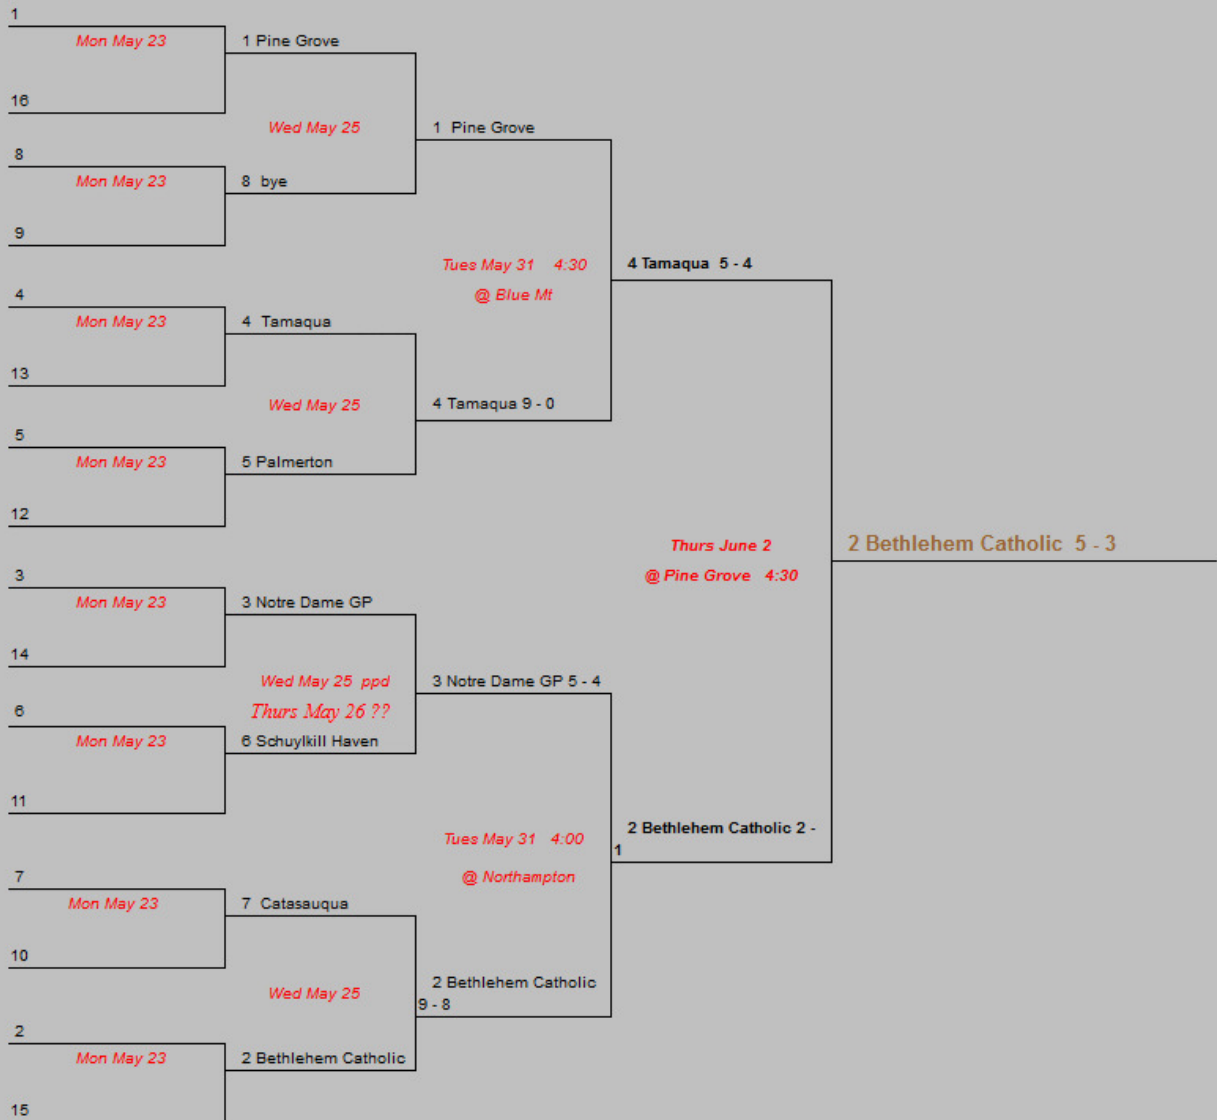 1
Mon May 23
1 Pine Grove
16
Wed May 25
1 Pine Grove
8
Mon May 23
8 bye
9
Tues May 31 4:30
@ Blue Mt
4 Tamaqua 5 - 4
4
Mon May 23
4 Tamaqua
13
Wed May 25
4 Tamaqua 9 - 0
5
Mon May 23
5 Palmerton
12
Thurs June 2
@ Pine Grove 4:30
2 Bethlehem Catholic 5 - 3
3
Mon May 23
3 Notre Dame GP
14
Wed May 25 ppd
Thurs May 26 ??
3 Notre Dame GP 5 - 4
6
Mon May 23
6 Schuylkill Haven
11
Tues May 31 4:00
@ Northampton
2 Bethlehem Catholic 2 -
1
7
Mon May 23
7 Catasauqua
10
Wed May 25
2 Bethlehem Catholic
9 - 8
2
Mon May 23
2 Bethlehem Catholic
15